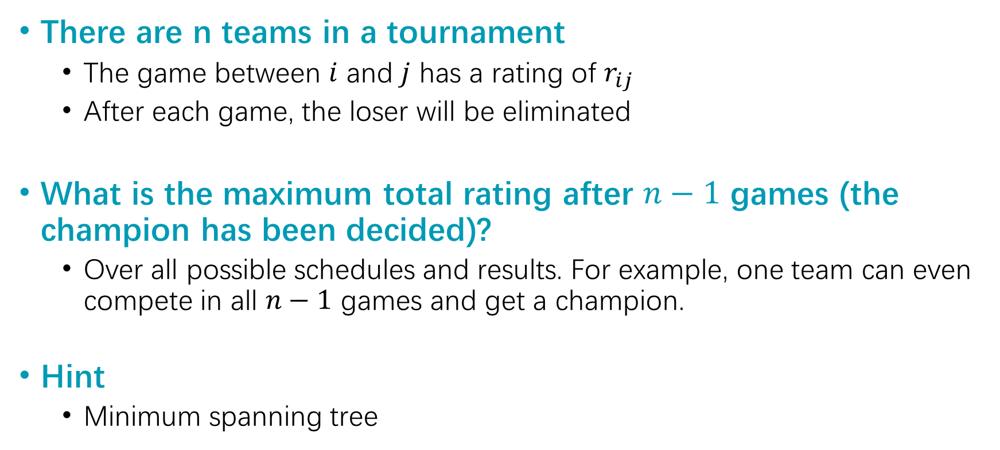 • There are n teams in a tournament
• The game between i and j has a rating of r_{ij}
• After each game, the loser will be eliminated
• What is the maximum total rating after n − 1 games (the
champion has been decided)?
• Over all possible schedules and results. For example, one team can even
compete in all n − 1 games and get a champion.
• Hint
• Minimum spanning tree